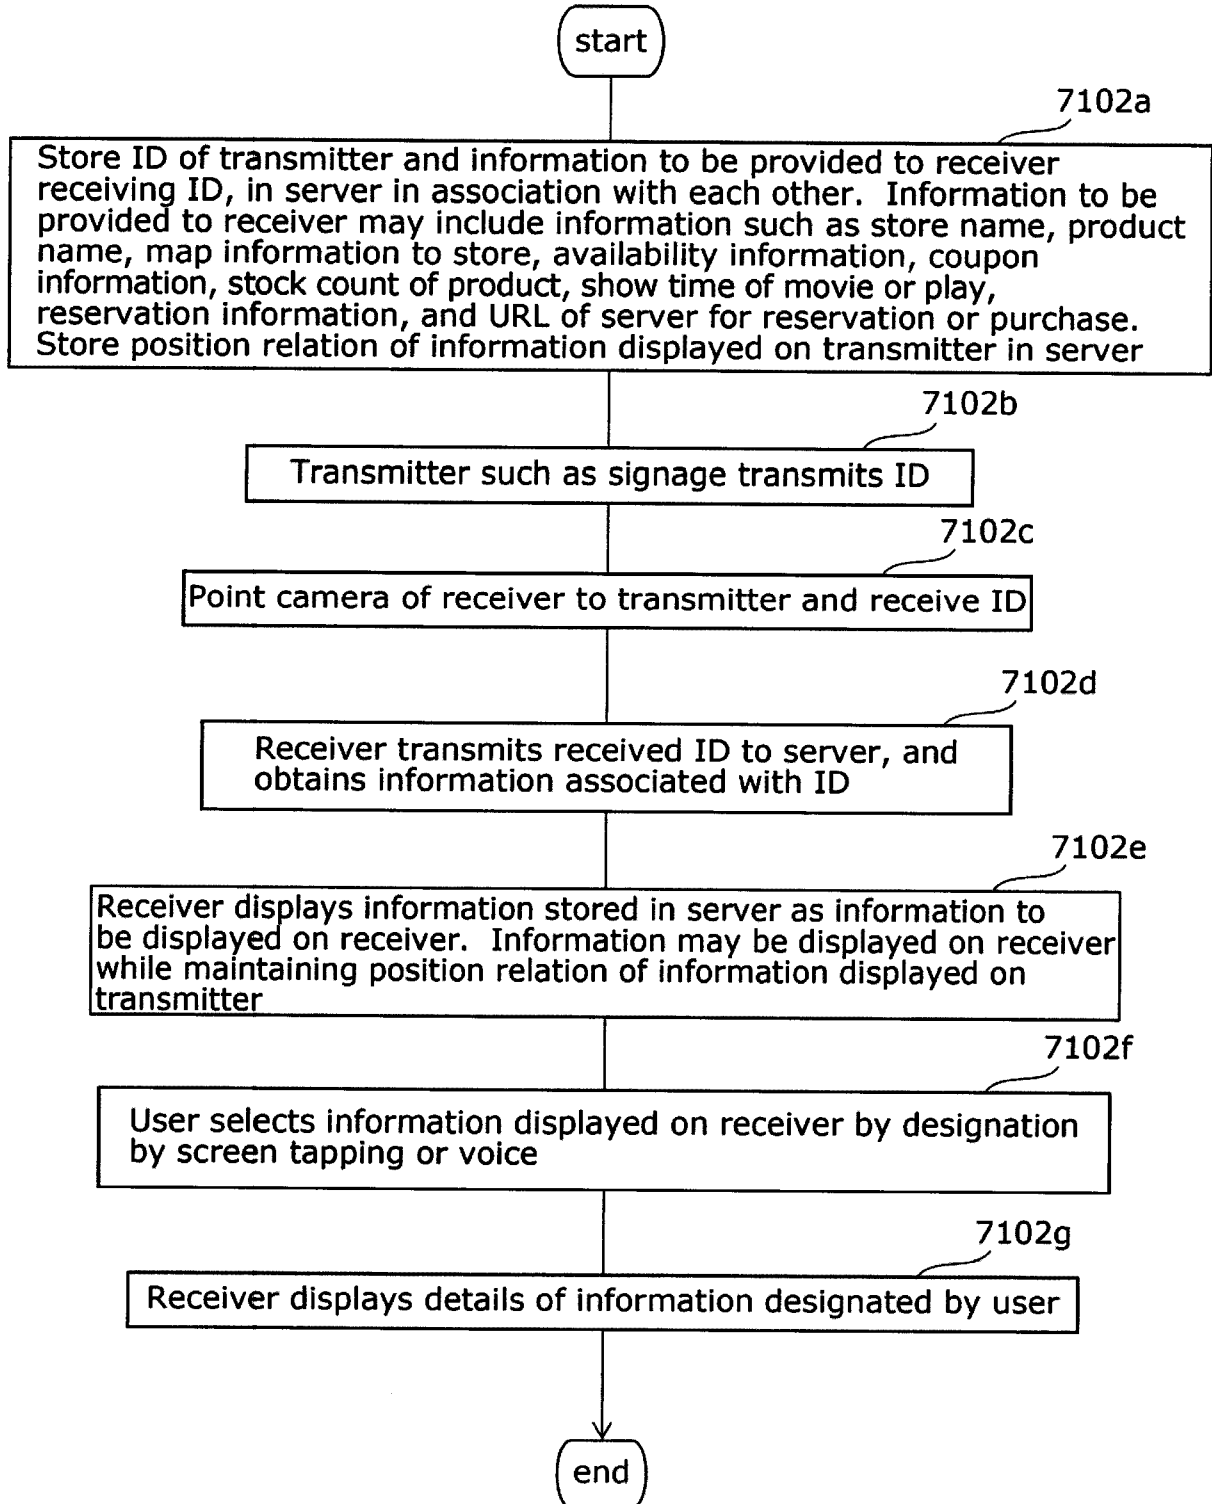 start
7102a
Store ID of transmitter and information to be provided to receiver
receiving ID, in server in association with each other.  Information to be
provided to receiver may include information such as store name, product
name, map information to store, availability information, coupon
information, stock count of product, show time of movie or play,
reservation information, and URL of server for reservation or purchase.
Store position relation of information displayed on transmitter in server
7102b
Transmitter such as signage transmits ID
7102c
Point camera of receiver to transmitter and receive ID
7102d
Receiver transmits received ID to server, and
obtains information associated with ID
7102e
Receiver displays information stored in server as information to
be displayed on receiver.  Information may be displayed on receiver
while maintaining position relation of information displayed on
transmitter
7102f
User selects information displayed on receiver by designation
by screen tapping or voice
7102g
Receiver displays details of information designated by user
end